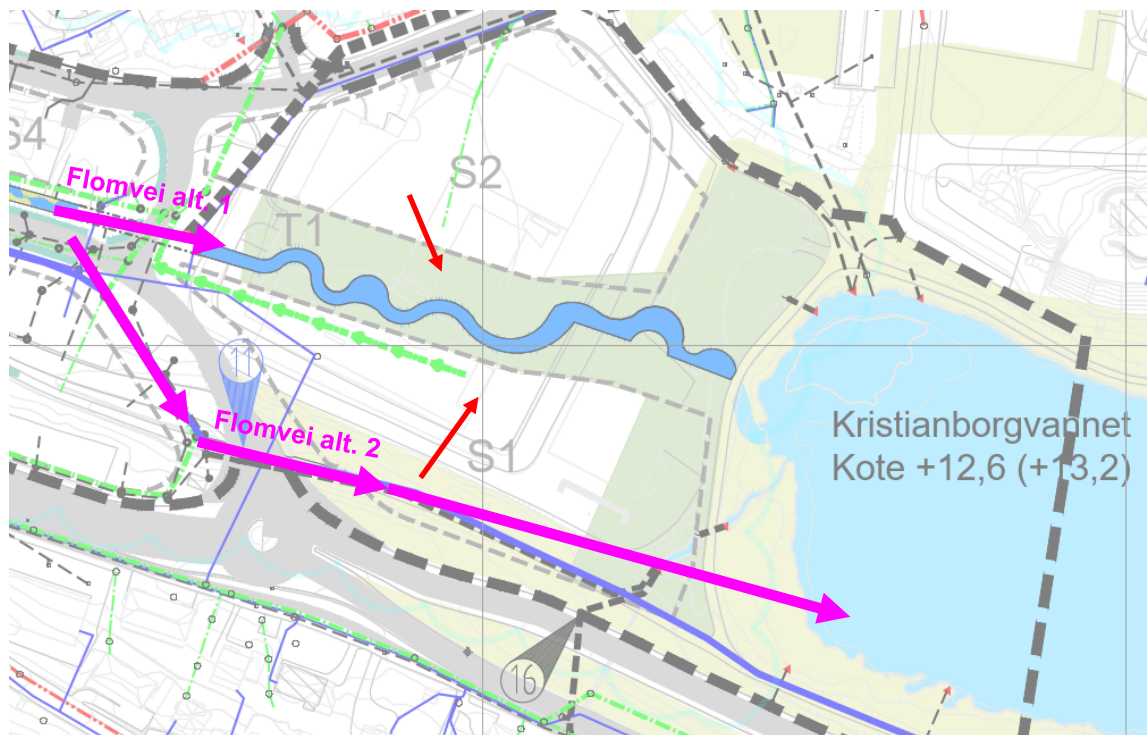 S4
Flomvei alt. 1
S2
T1
11
Flomvei alt. 2
S1
Kristianborgvannet
Kote +12,6 (+13,2)
16